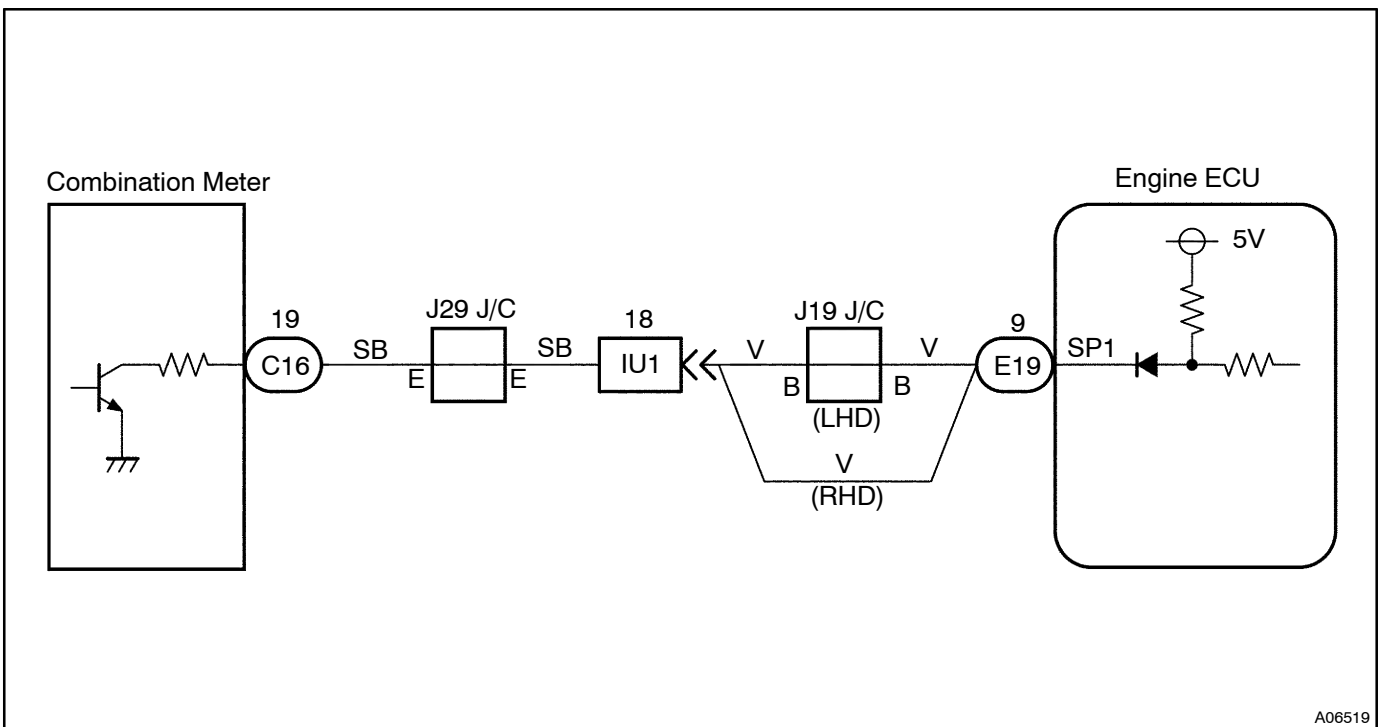 Combination Meter
Engine ECU
5V
J29 J/C
J19 J/C
19
18
9
C16
SB
SB
IU1
V
V
E19
SP1
E
E
B
B
(LHD)
V
(RHD)
A06519